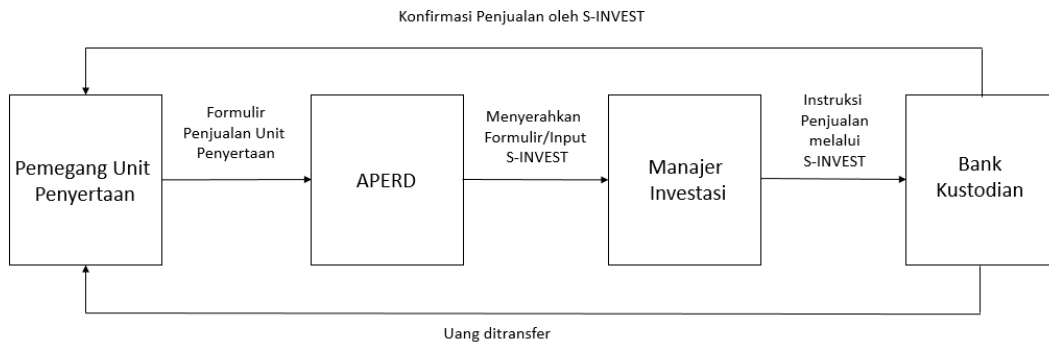 Konfirmasi Penjualan oleh S-INVEST
Pemegang Unit
Penyertaan
Formulir
Penjualan Unit
Penyertaan
APERD
Menyerahkan
Formulir/Input
S-INVEST
Manajer
Investasi
Instruksi
Penjualan
melalui
S-INVEST
Bank
Kustodian
Uang ditransfer